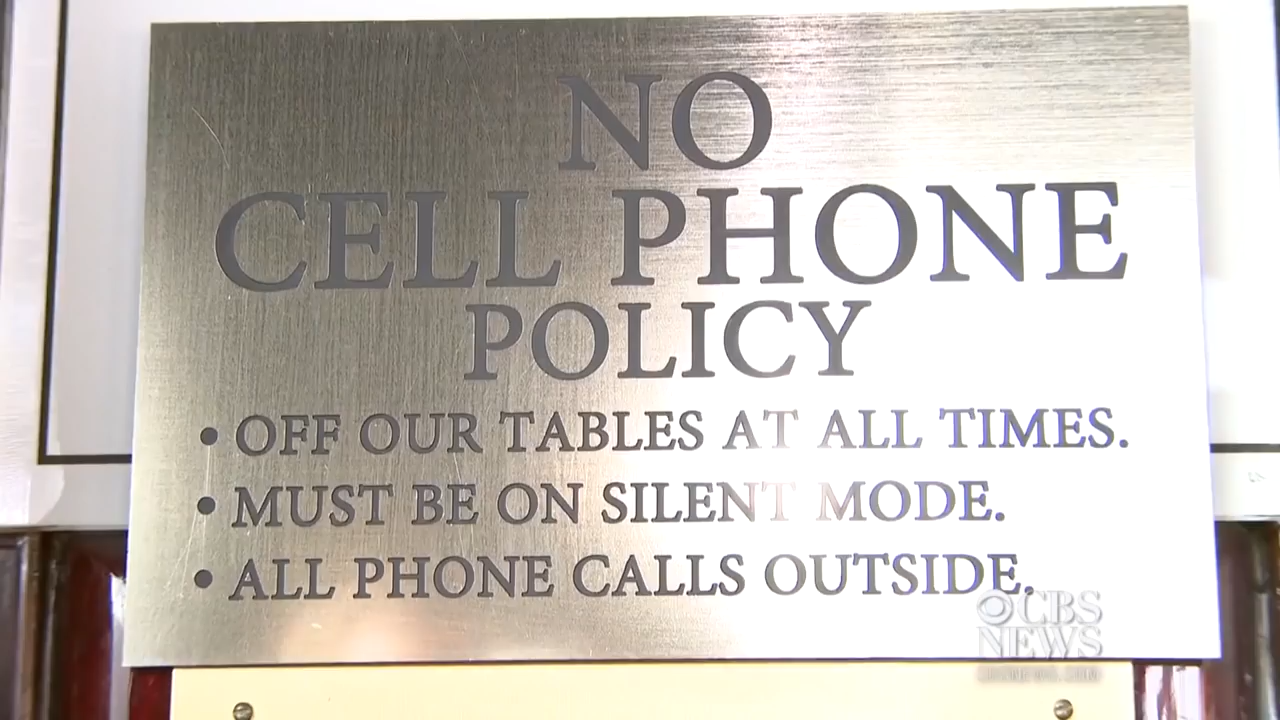 NO
CELL PHONE
POLICY
• OFF OUR TABLES AT ALL TIMES.
• MUST BE ON SILENT MODE.
• ALL PHONE CALLS OUTSIDE.
CBS
NEWS